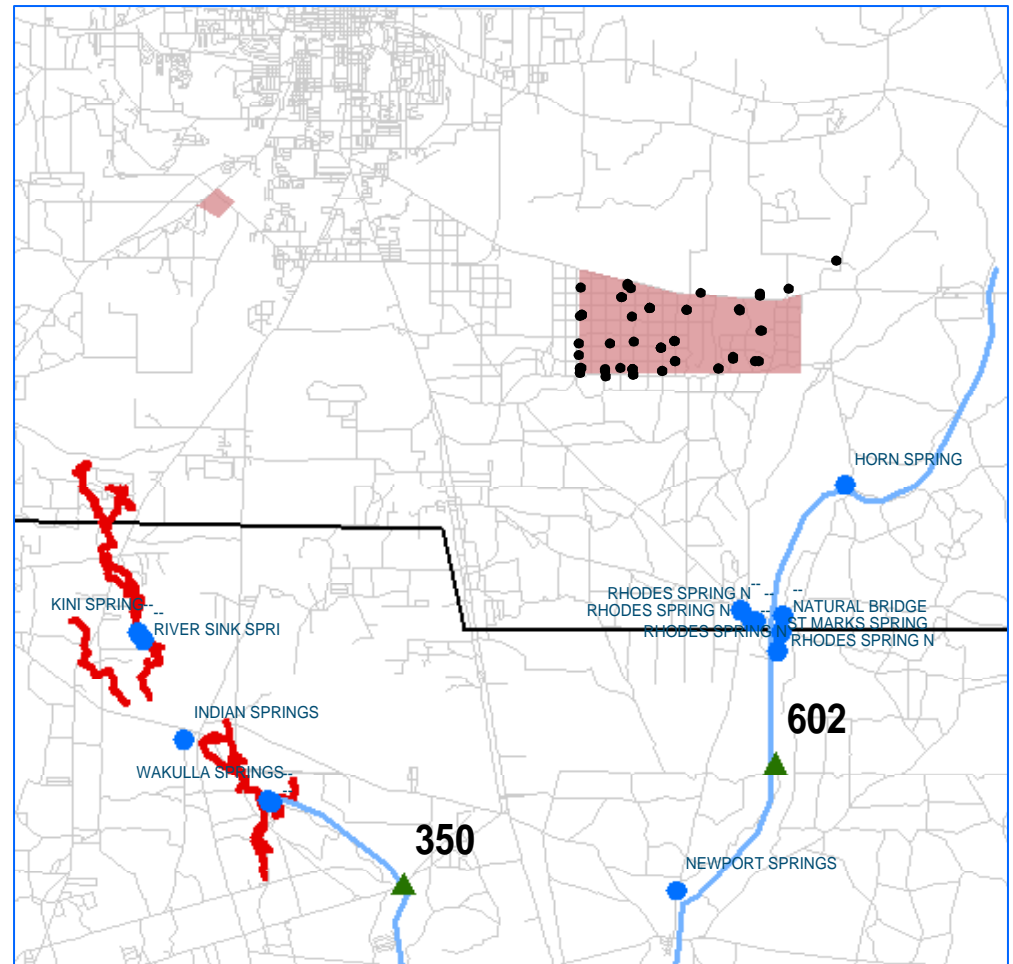 HORN SPRING
RHODES SPRING N--
--
--
RHODES SPRING N
--
NATURAL BRIDGE
KINI SPRING--
--
ST MARKS SPRING
RIVER SINK SPRI
RHODES SPRING N
RHODES SPRING N
INDIAN SPRINGS
602
WAKULLA SPRINGS--
--
350
NEWPORT SPRINGS